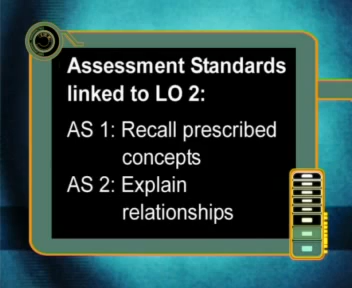 Assessment Standards
linked to LO 2:
AS 1: Recall prescribed
concepts
AS 2: Explain
relationships